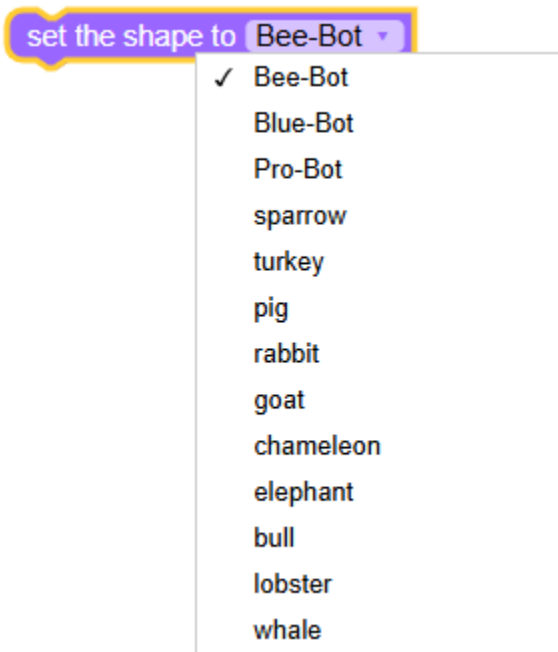 set the shape to Bee-Bot
✓ Bee-Bot
Blue-Bot
Pro-Bot
sparrow
turkey
pig
rabbit
goat
chameleon
elephant
bull
lobster
whale